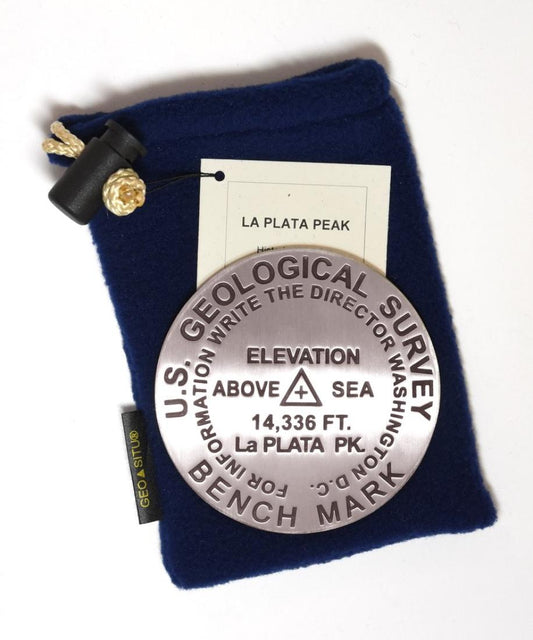 LA PLATA PEAK
U.S. GEOLOGICAL SURVEY
FOR INFORMATION WRITE THE DIRECTOR WASHINGTON D.C.
ELEVATION
ABOVE SEA
14,336 FT.
La PLATA PK.
BENCH MARK
GEO▲SITU®